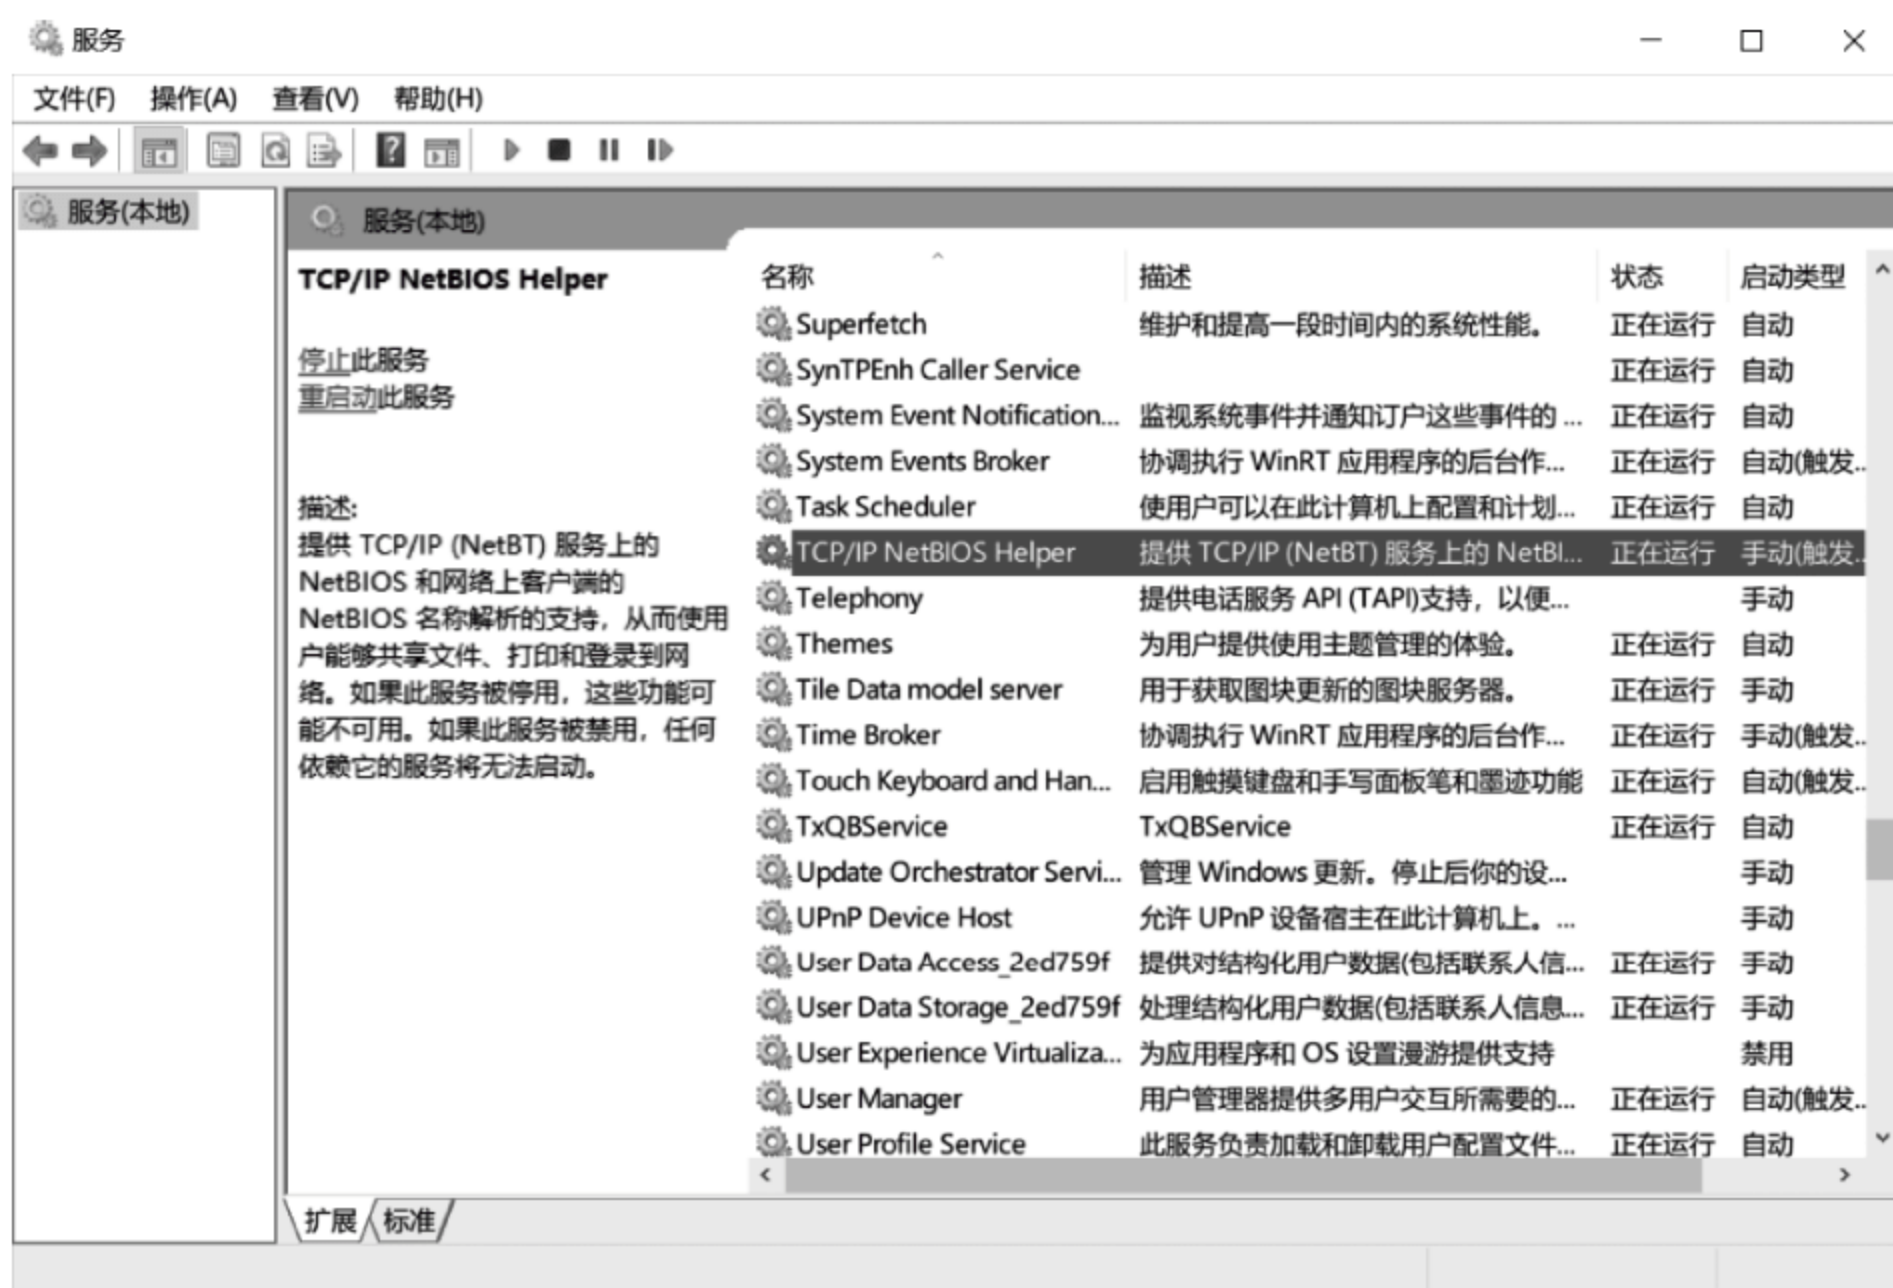 服务
文件(F) 操作(A) 查看(V) 帮助(H)
服务(本地)
服务(本地)
TCP/IP NetBIOS Helper
停止此服务
重启动此服务
描述:
提供 TCP/IP (NetBT) 服务上的
NetBIOS 和网络上客户端的
NetBIOS 名称解析的支持，从而使用
户能够共享文件、打印和登录到网
络。如果此服务被停用，这些功能可
能不可用。如果此服务被禁用，任何
依赖它的服务将无法启动。
名称 描述 状态 启动类型
Superfetch 维护和提高一段时间内的系统性能。 正在运行 自动
SynTPEnh Caller Service 正在运行 自动
System Event Notification... 监视系统事件并通知订户这些事件的 ... 正在运行 自动
System Events Broker 协调执行 WinRT 应用程序的后台作... 正在运行 自动(触发...
Task Scheduler 使用户可以在此计算机上配置和计划... 正在运行 自动
TCP/IP NetBIOS Helper 提供 TCP/IP (NetBT) 服务上的 NetBI... 正在运行 手动(触发...
Telephony 提供电话服务 API (TAPI)支持，以便... 手动
Themes 为用户提供使用主题管理的体验。 正在运行 自动
Tile Data model server 用于获取图块更新的图块服务器。 正在运行 手动
Time Broker 协调执行 WinRT 应用程序的后台作... 正在运行 手动(触发...
Touch Keyboard and Han... 启用触摸键盘和手写面板笔和墨迹功能 正在运行 自动(触发...
TxQBService TxQBService 正在运行 自动
Update Orchestrator Servi... 管理 Windows 更新。停止后你的设... 手动
UPnP Device Host 允许 UPnP 设备宿主在此计算机上。... 手动
User Data Access_2ed759f 提供对结构化用户数据(包括联系人信... 正在运行 手动
User Data Storage_2ed759f 处理结构化用户数据(包括联系人信息... 正在运行 手动
User Experience Virtualiza... 为应用程序和 OS 设置漫游提供支持 禁用
User Manager 用户管理器提供多用户交互所需要的... 正在运行 自动(触发...
User Profile Service 此服务负责加载和卸载用户配置文件... 正在运行 自动
扩展 标准